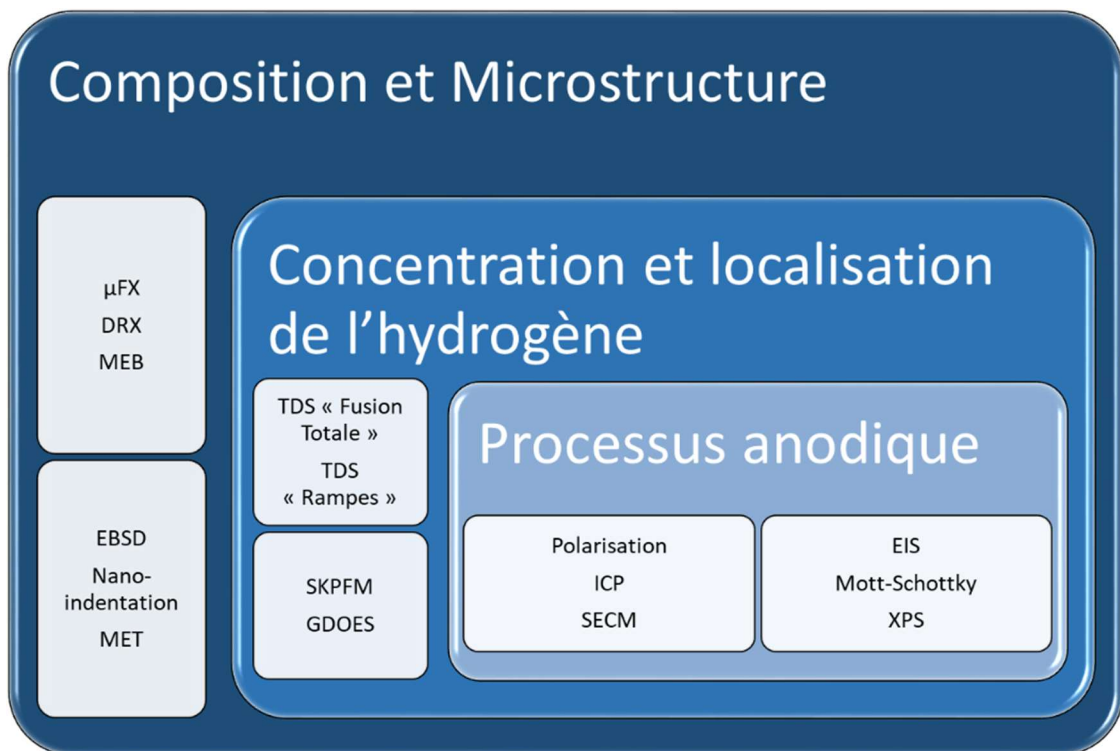 Composition et Microstructure
µFX
DRX
MEB
EBSD
Nano-
indentation
MET
Concentration et localisation
de l’hydrogène
TDS « Fusion
Totale »
TDS
« Rampes »
SKPFM
GDOES
Processus anodique
Polarisation
ICP
SECM
EIS
Mott-Schottky
XPS